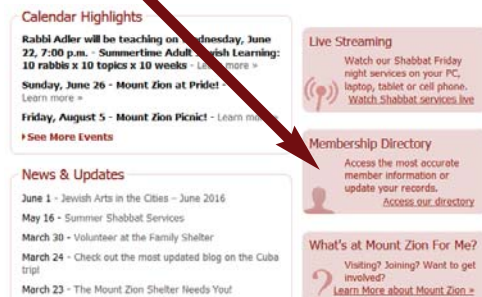 Calendar Highlights
Rabbi Adler will be teaching on Wednesday, June
22, 7:00 p.m. - Summertime Adult Jewish Learning:
10 rabbis x 10 topics x 10 weeks - Learn more »
Sunday, June 26 - Mount Zion at Pride! -
Learn more »
Friday, August 5 - Mount Zion Picnic! - Learn more »
See More Events
News & Updates
June 1 - Jewish Arts in the Cities - June 2016
May 16 - Summer Shabbat Services
March 30 - Volunteer at the Family Shelter
March 24 - Check out the most updated blog on the Cuba
trip!
March 23 - The Mount Zion Shelter Needs You!
Live Streaming
Watch our Shabbat Friday
night services on your PC,
laptop, tablet or cell phone.
Watch Shabbat services live
Membership Directory
Access the most accurate
member information or
update your records.
Access our directory
What's at Mount Zion For Me?
Visiting? Joining? Want to get
involved?
Learn More about Mount Zion »